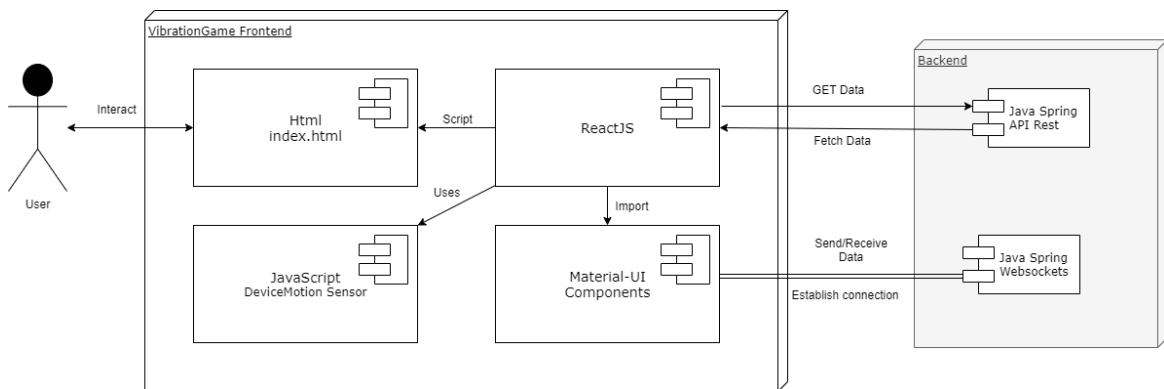 VibrationGame Frontend
Backend
Html
index.html
ReactJS
Java Spring
API Rest
Interact
Script
GET Data
Fetch Data
User
Uses
Import
JavaScript
DeviceMotion Sensor
Material-UI
Components
Send/Receive
Data
Establish connection
Java Spring
Websockets